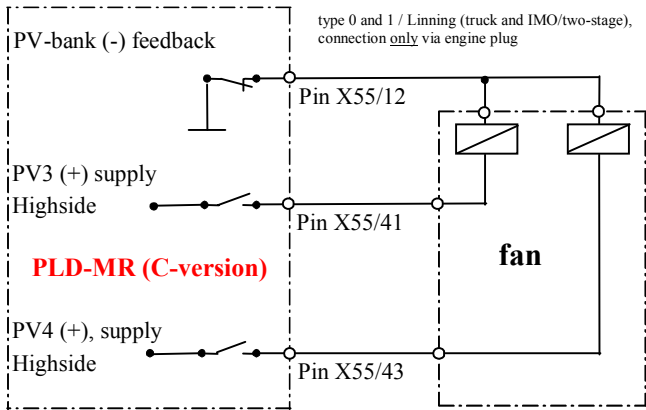 type 0 and 1 / Linning (truck and IMO/two-stage),
connection only via engine plug
PV-bank (-) feedback
Pin X55/12
PV3 (+) supply
Highside
Pin X55/41
PLD-MR (C-version)
fan
PV4 (+), supply
Highside
Pin X55/43